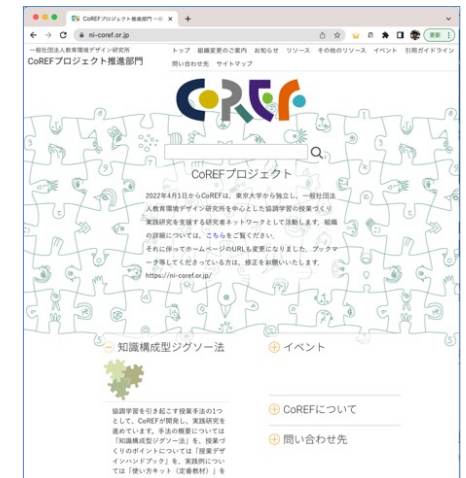 CoREFプロジェクト推進部門 一般
ni-coref.or.jp
更新
一般社団法人教育環境デザイン研究所
CoREFプロジェクト推進部門
トップ 組織変更のご案内 お知らせ リソース その他のリソース イベント 引用ガイドライン
問い合わせ先 サイトマップ
CoREF
CoREFプロジェクト
2022年4月1日からCoREFは、東京大学から独立し、一般社団法
人教育環境デザイン研究所を中心とした協調学習の授業づくり
実践研究を支援する研究者ネットワークとして活動します。組織
の詳細については、こちらをご覧ください。
それに伴ってホームページのURLも変更になりました。ブックマ
ーク等してくださっている方は、修正をお願いいたします。
https://ni-coref.or.jp/
知識構成型ジグソー法
イベント
協調学習を引き起こす授業手法の1つ
として、CoREFが開発し、実践研究を
進めています。手法の概要については
「知識構成型ジグソー法」を、授業づ
くりのポイントについては「授業デザ
インハンドブック」を、実践例につい
ては「使い方キット（定番教材）」を
CoREFについて
問い合わせ先